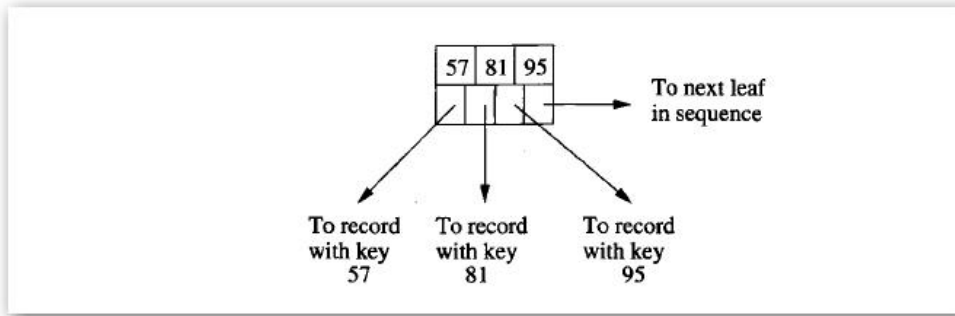 57 81 95
To next leaf
in sequence
To record
with key
57
To record
with key
81
To record
with key
95